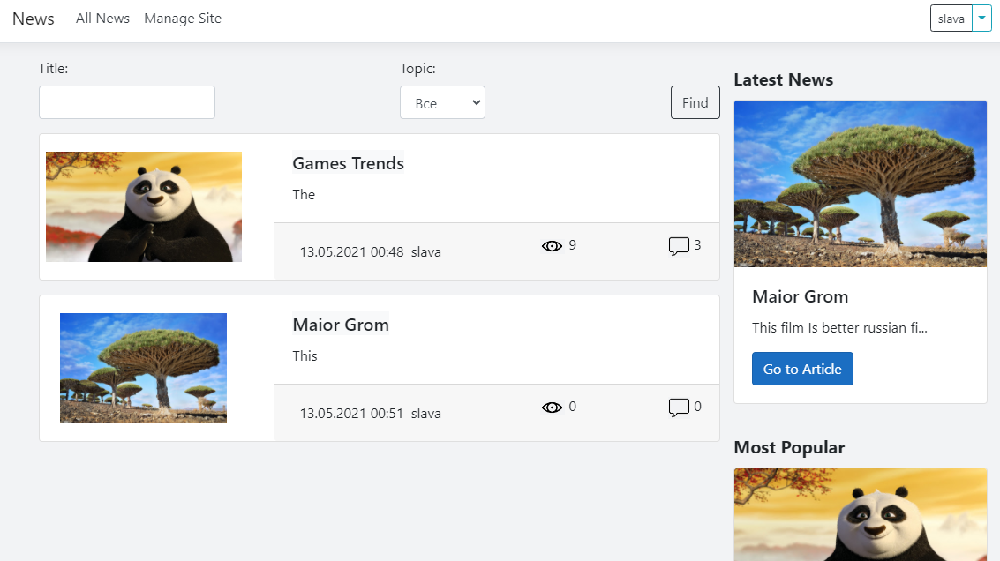 News All News Manage Site slava
Title:
Topic:
Все
Find
Games Trends
The
13.05.2021 00:48 slava 9 3
Maior Grom
This
13.05.2021 00:51 slava 0 0
Latest News
Maior Grom
This film Is better russian fi...
Go to Article
Most Popular